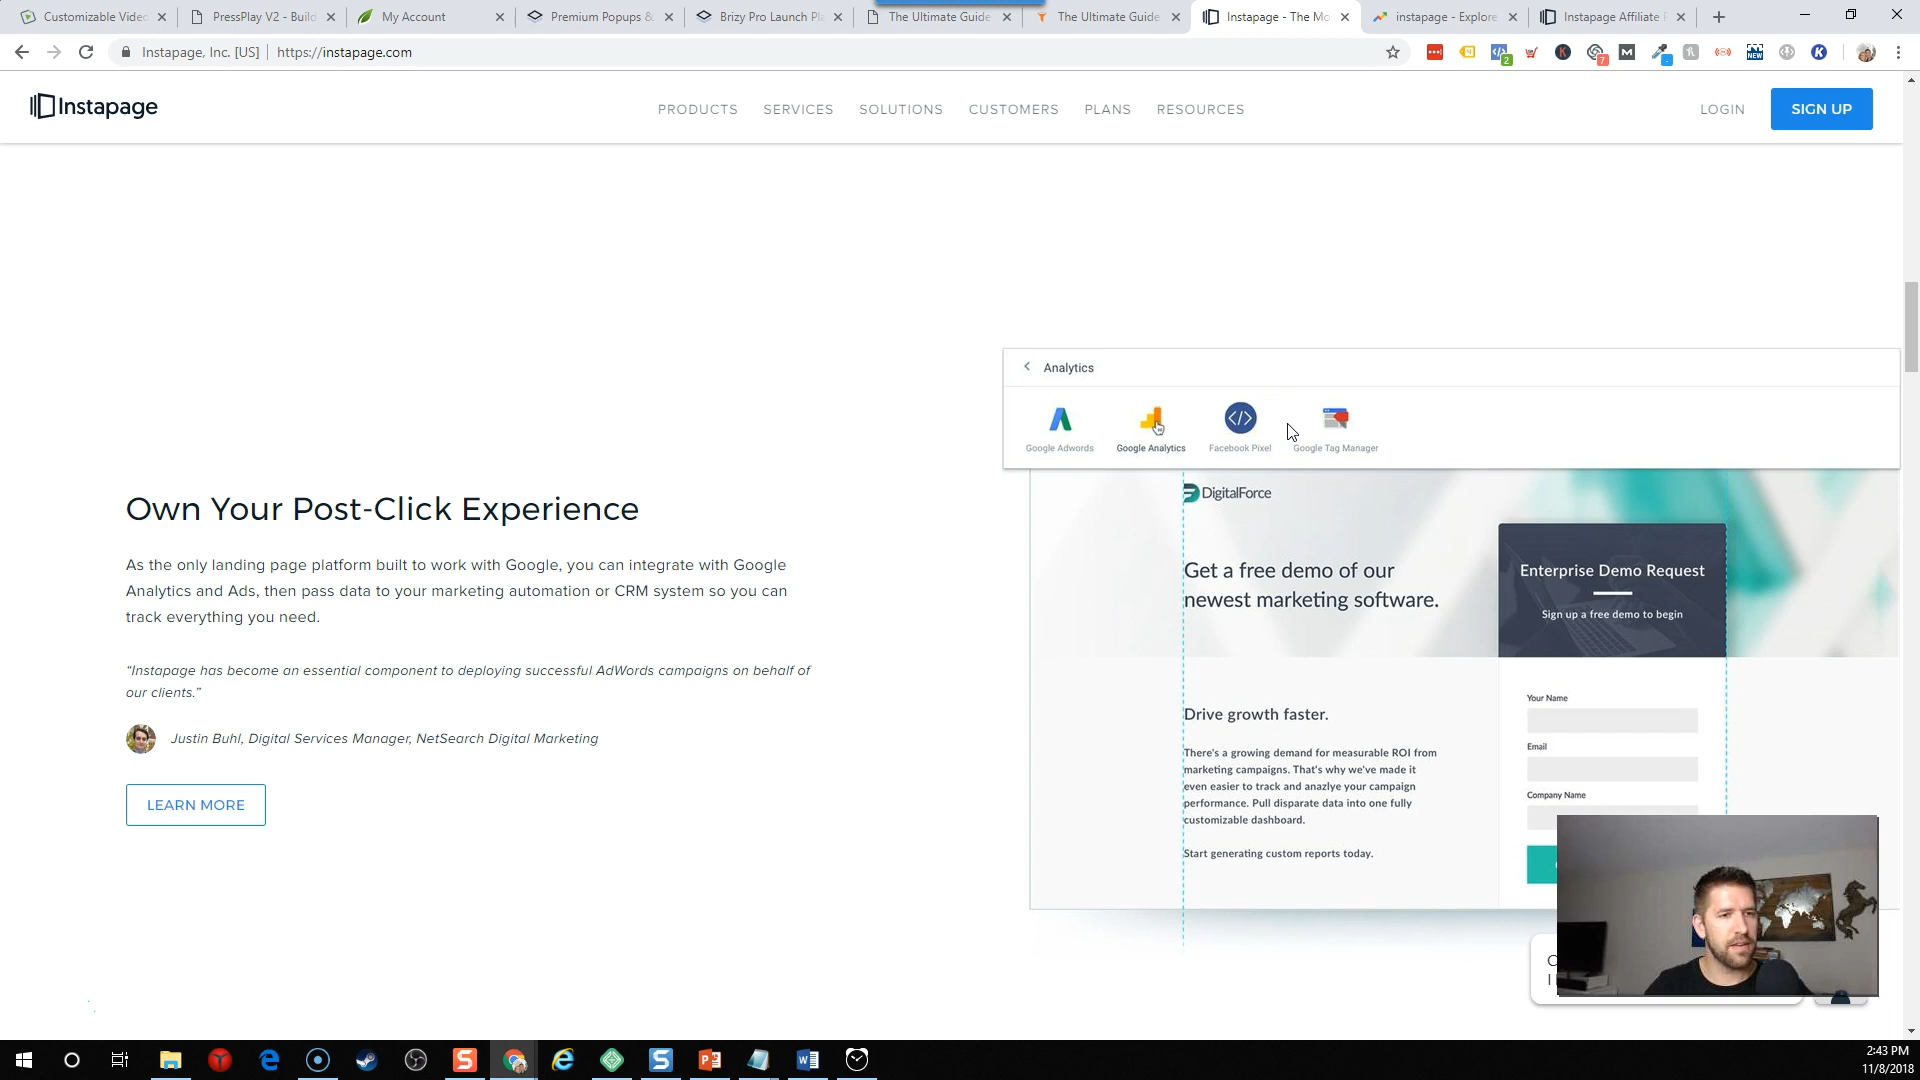 Customizable Video
PressPlay V2 - Build
My Account
Premium Popups &
Brizy Pro Launch Pl
The Ultimate Guide
The Ultimate Guide
Instapage - The Mo
instapage - Explore
Instapage Affiliate P
Instapage, Inc. [US]
https://instapage.com
2
7
NEW
Instapage
PRODUCTS
SERVICES
SOLUTIONS
CUSTOMERS
PLANS
RESOURCES
LOGIN
SIGN UP
Own Your Post-Click Experience
As the only landing page platform built to work with Google, you can integrate with Google
Analytics and Ads, then pass data to your marketing automation or CRM system so you can
track everything you need.
“Instapage has become an essential component to deploying successful AdWords campaigns on behalf of
our clients.”
Justin Buhl, Digital Services Manager, NetSearch Digital Marketing
LEARN MORE
Analytics
Google Adwords
Google Analytics
Facebook Pixel
Google Tag Manager
DigitalForce
Get a free demo of our
newest marketing software.
Enterprise Demo Request
Sign up a free demo to begin
Drive growth faster.
There's a growing demand for measurable ROI from
marketing campaigns. That's why we've made it
even easier to track and anazlye your campaign
performance. Pull disparate data into one fully
customizable dashboard.
Start generating custom reports today.
Your Name
Email
Company Name
2:43 PM
11/8/2018